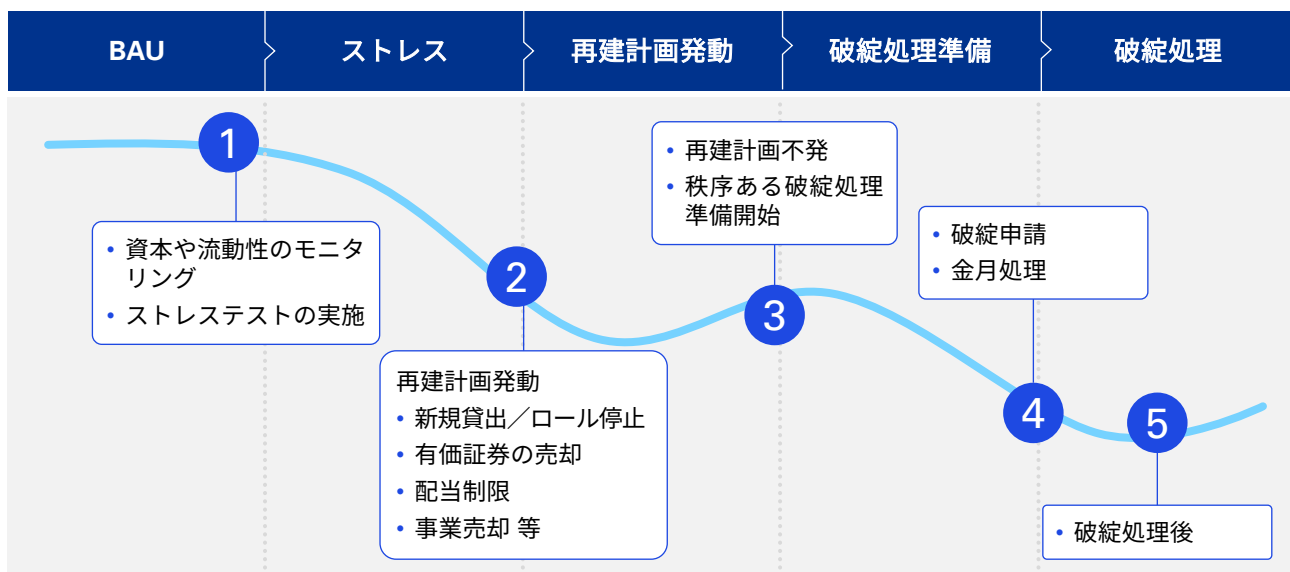 BAU
ストレス
再建計画発動
破綻処理準備
破綻処理
1
• 資本や流動性のモニタ
リング
• ストレステストの実施
2
再建計画発動
• 新規貸出／ロール停止
• 有価証券の売却
• 配当制限
• 事業売却 等
• 再建計画不発
• 秩序ある破綻処理
準備開始
3
• 破綻申請
• 金月処理
4
5
• 破綻処理後